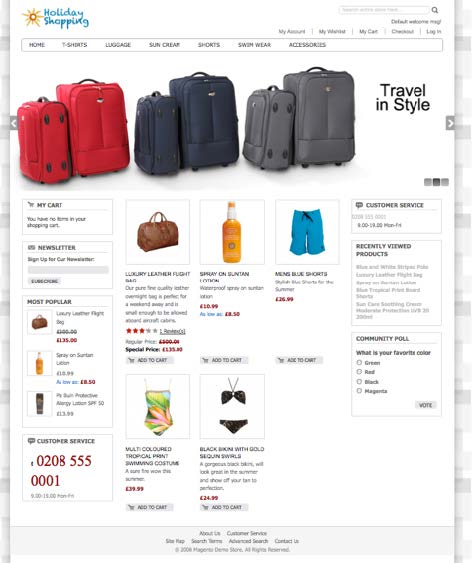 Holiday
Shopping
Search entire store here...
Default welcome msg!
My Account
My Wishlist
My Cart
Checkout
Log In
HOME
T-SHIRTS
LUGGAGE
SUN CREAM
SHORTS
SWIM WEAR
ACCESSORIES
Travel
in Style
MY CART
You have no items in your
shopping cart.
NEWSLETTER
Sign Up for Our Newsletter:
SUBSCRIBE
MOST POPULAR
Luxury Leather Flight
Bag
£500.00
£135.00
Spray on Suntan
Lotion
£10.99
As low as: £8.50
Piz Buin Protective
Allergy Lotion SPF 50
£13.99
CUSTOMER SERVICE
0208 555
0001
9.00-19.00 Mon-Fri
LUXURY LEATHER FLIGHT
BAG
Our pure fine quality leather
overnight bag is perfect for
a weekend away and is
small enough to be allowed
aboard aircraft cabins.
1 Review(s)
Regular Price: £500.00
Special Price: £135.00
ADD TO CART
SPRAY ON SUNTAN
LOTION
Waterproof spray on suntan
lotion
£10.99
As low as: £8.50
ADD TO CART
MENS BLUE SHORTS
Stylish Blue Shorts for the
Summer
£26.99
ADD TO CART
MULTI COLOURED
TROPICAL PRINT
SWIMMING COSTUME
A sure fire wow this
summer.
£39.99
ADD TO CART
BLACK BIKINI WITH GOLD
SEQUIN SWIRLS
A gorgeous black bikini, will
look great in the summer
and show off your tan to
perfection.
£24.99
ADD TO CART
CUSTOMER SERVICE
0208 555 0001
9.00-19.00 Mon-Fri
RECENTLY VIEWED
PRODUCTS
Blue and White Stripes Polo
Luxury Leather Flight Bag
Spray on Suntan Lotion
Blue Tropical Print Board
Shorts
Sun Care Soothing Cream
Moderate Protection UVB 20
200ml
COMMUNITY POLL
What is your favorite color
Green
Red
Black
Magenta
VOTE
About Us
Customer Service
Site Map
Search Terms
Advanced Search
Contact Us
© 2008 Magento Demo Store. All Rights Reserved.